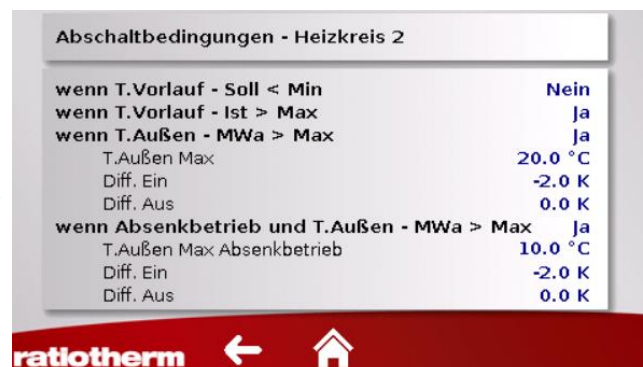 Abschaltbedingungen - Heizkreis 2
wenn T.Vorlauf - Soll < Min Nein
wenn T.Vorlauf - Ist > Max Ja
wenn T.Außen - MWa > Max Ja
T.Außen Max 20.0 °C
Diff. Ein -2.0 K
Diff. Aus 0.0 K
wenn Absenkbetrieb und T.Außen - MWa > Max Ja
T.Außen Max Absenkbetrieb 10.0 °C
Diff. Ein -2.0 K
Diff. Aus 0.0 K
ratiotherm